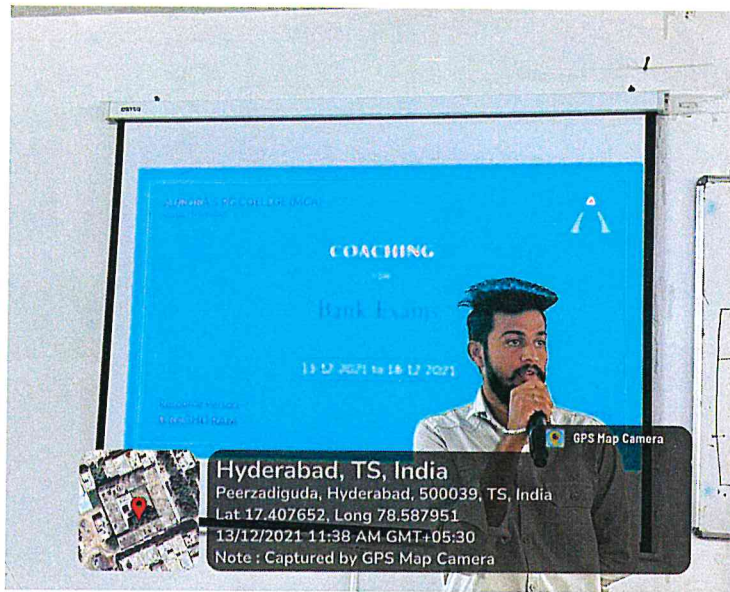 COACHING
Bank Exams
13-12-2021 to 18-12-2021
GPS Map Camera
Hyderabad, TS, India
Peerzadiguda, Hyderabad, 500039, TS, India
Lat 17.407652, Long 78.587951
13/12/2021 11:38 AM GMT+05:30
Note : Captured by GPS Map Camera